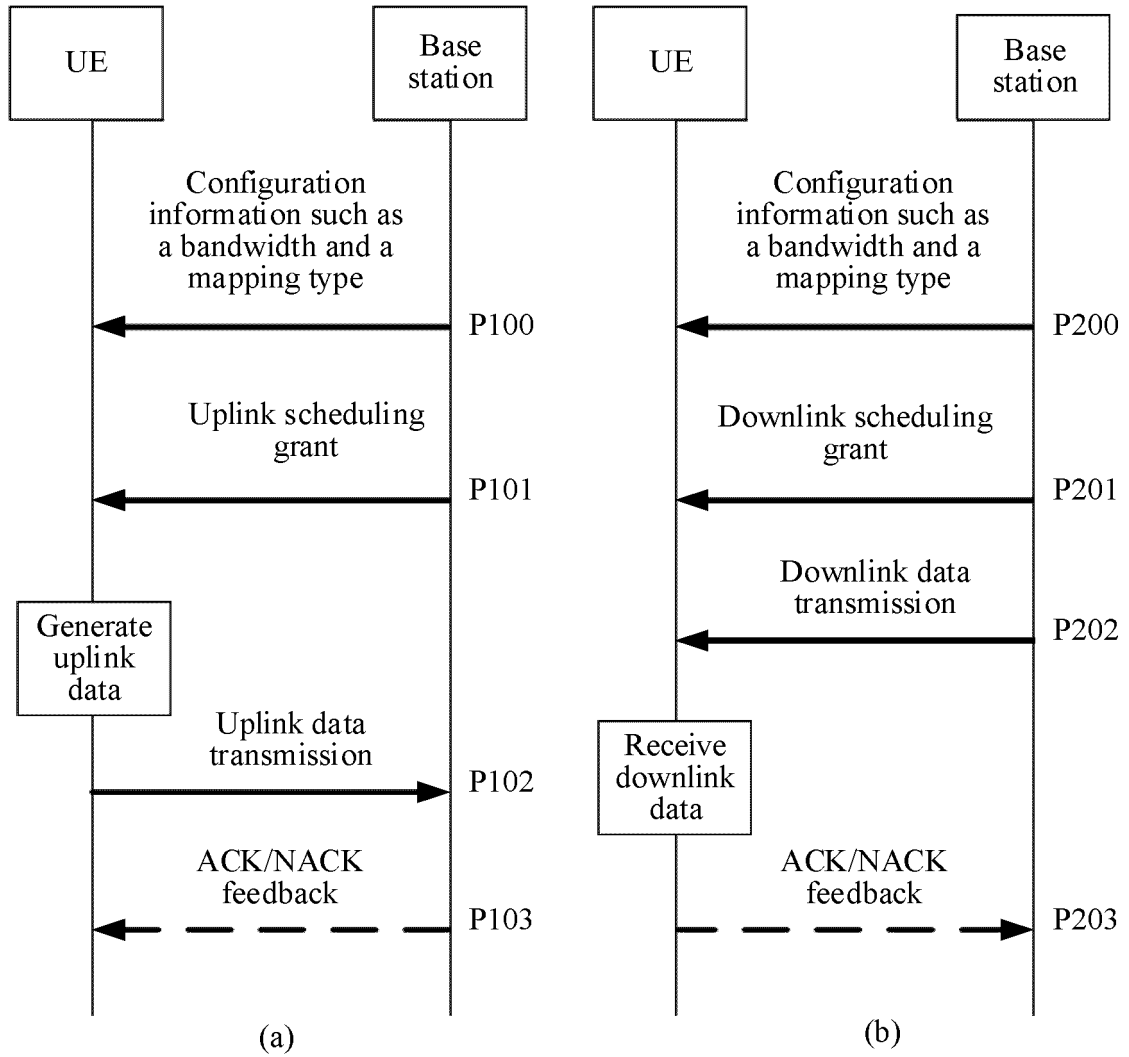 UE
Base
station
Configuration
information such as
a bandwidth and a
mapping type
P100
Uplink scheduling
grant
P101
Generate
uplink
data
Uplink data
transmission
P102
ACK/NACK
feedback
P103
(a)
UE
Base
station
Configuration
information such as
a bandwidth and a
mapping type
P200
Downlink scheduling
grant
P201
Downlink data
transmission
P202
Receive
downlink
data
ACK/NACK
feedback
P203
(b)